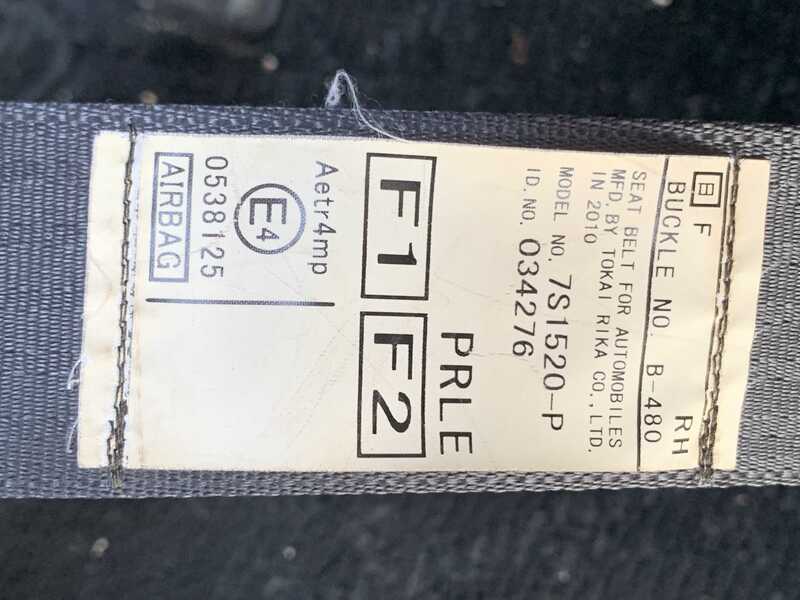 日 F RH
BUCKLE NO. B-480
SEAT BELT FOR AUTOMOBILES
MFD. BY TOKAI RIKA CO., LTD.
IN 2010
MODEL NO. 7S1520-P
ID. NO. 034276
PRLE
F1 F2
Aetr4mp
E4
0538125
AIRBAG